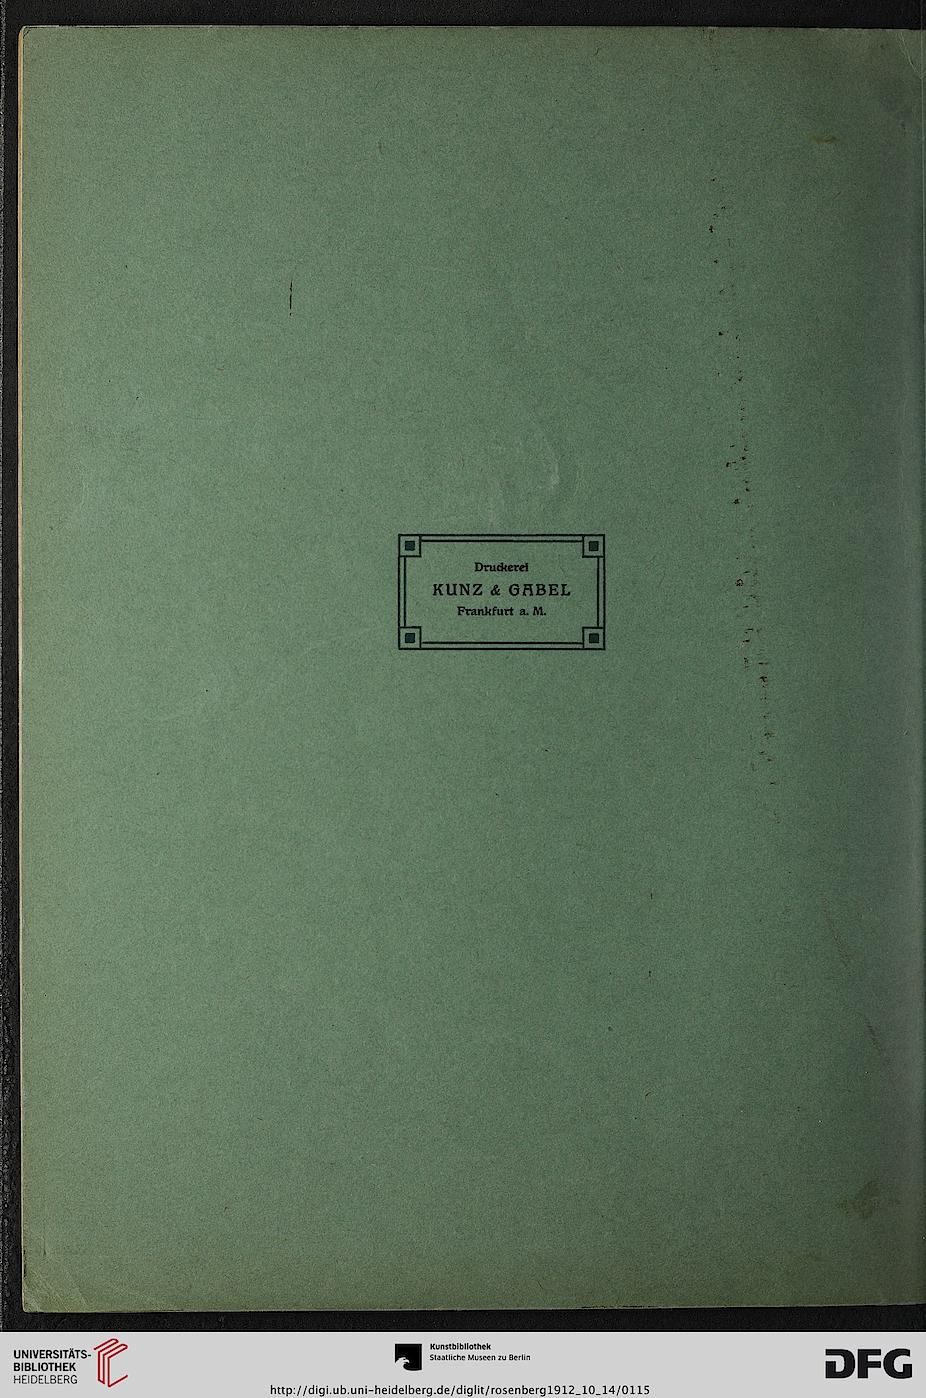 Druckerei
KUNZ & GABEL
Frankfurt a. M.
UNIVERSITÄTS-
BIBLIOTHEK
HEIDELBERG
Kunstbibliothek
Staatliche Museen zu Berlin
DFG
http://digi.ub.uni-heidelberg.de/diglit/rosenberg1912_10_14/0115